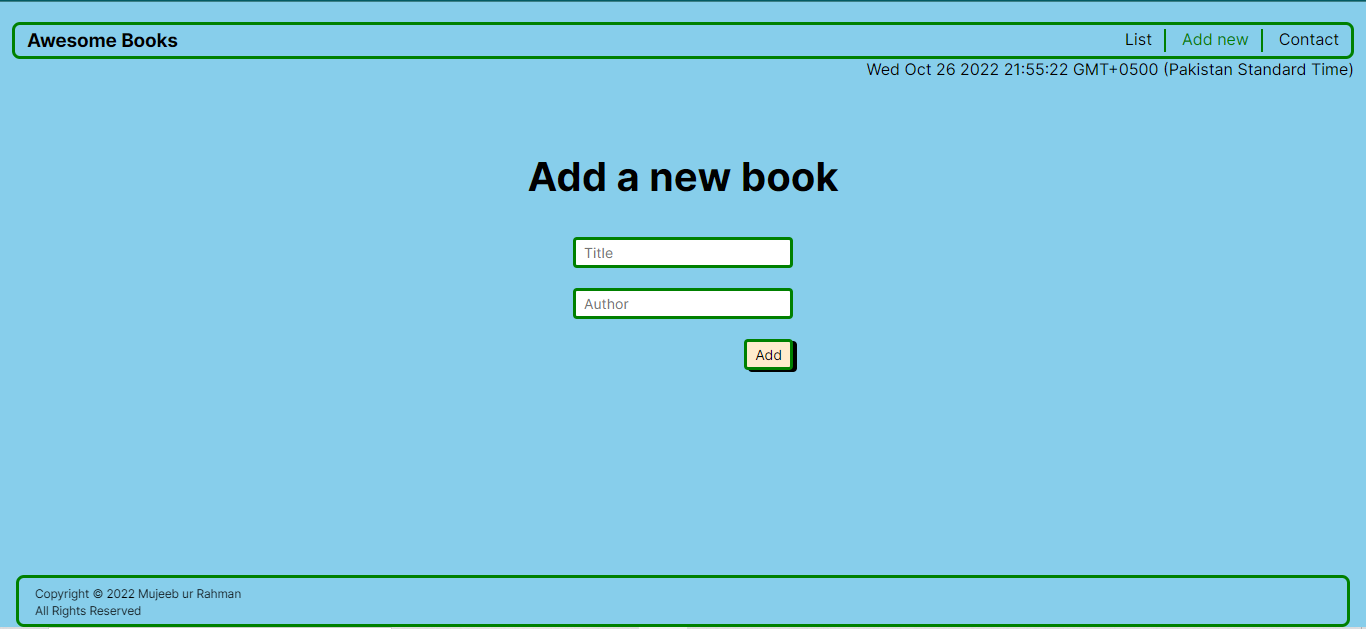 Awesome Books
List
Add new
Contact
Wed Oct 26 2022 21:55:22 GMT+0500 (Pakistan Standard Time)
Add a new book
Title
Author
Add
Copyright © 2022 Mujeeb ur Rahman
All Rights Reserved